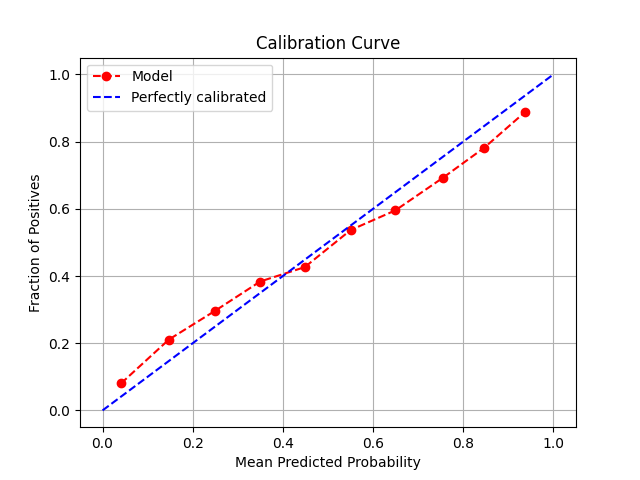 Calibration Curve
Model
Perfectly calibrated
1.0
0.8
0.6
0.4
0.2
0.0
Fraction of Positives
0.0 0.2 0.4 0.6 0.8 1.0
Mean Predicted Probability